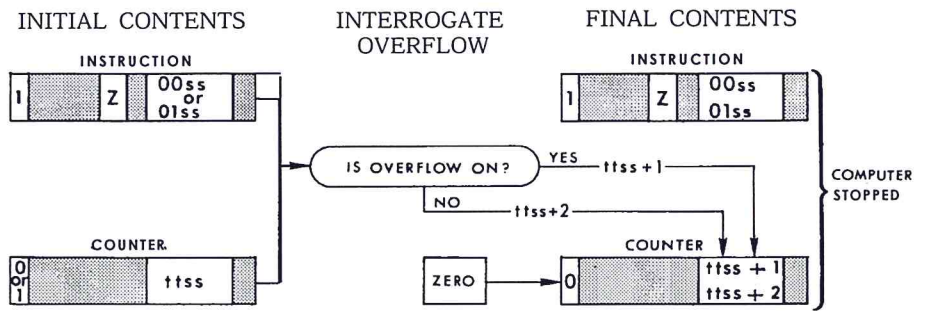 INITIAL CONTENTS
INTERROGATE
OVERFLOW
FINAL CONTENTS
INSTRUCTION
1 Z 00ss
or
01ss
INSTRUCTION
1 Z 00ss
01ss
IS OVERFLOW ON?
YES
ttss+1
NO
ttss+2
COMPUTER
STOPPED
COUNTER.
0
or
1
ttss
ZERO
COUNTER
0
ttss + 1
ttss + 2